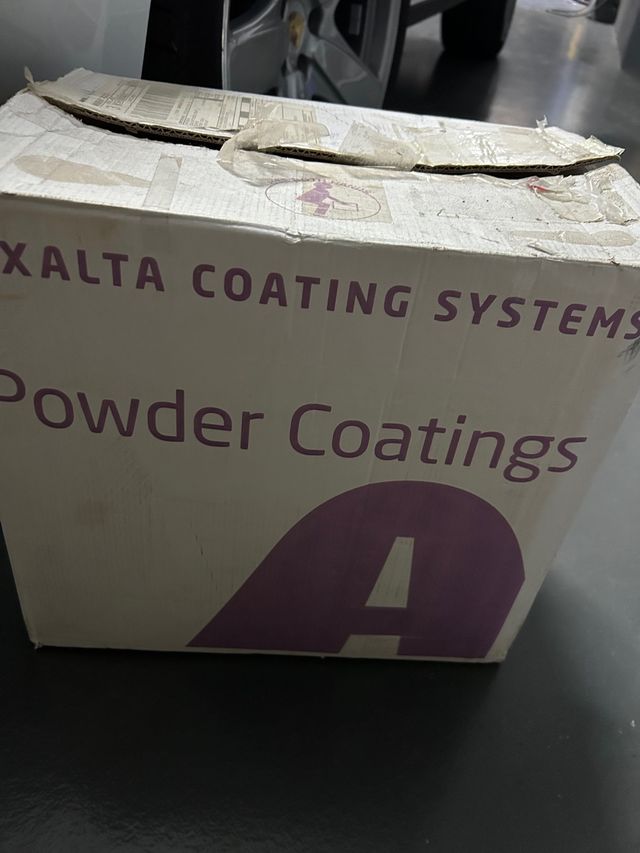 XALTA COATING SYSTEMS
Powder Coatings
A